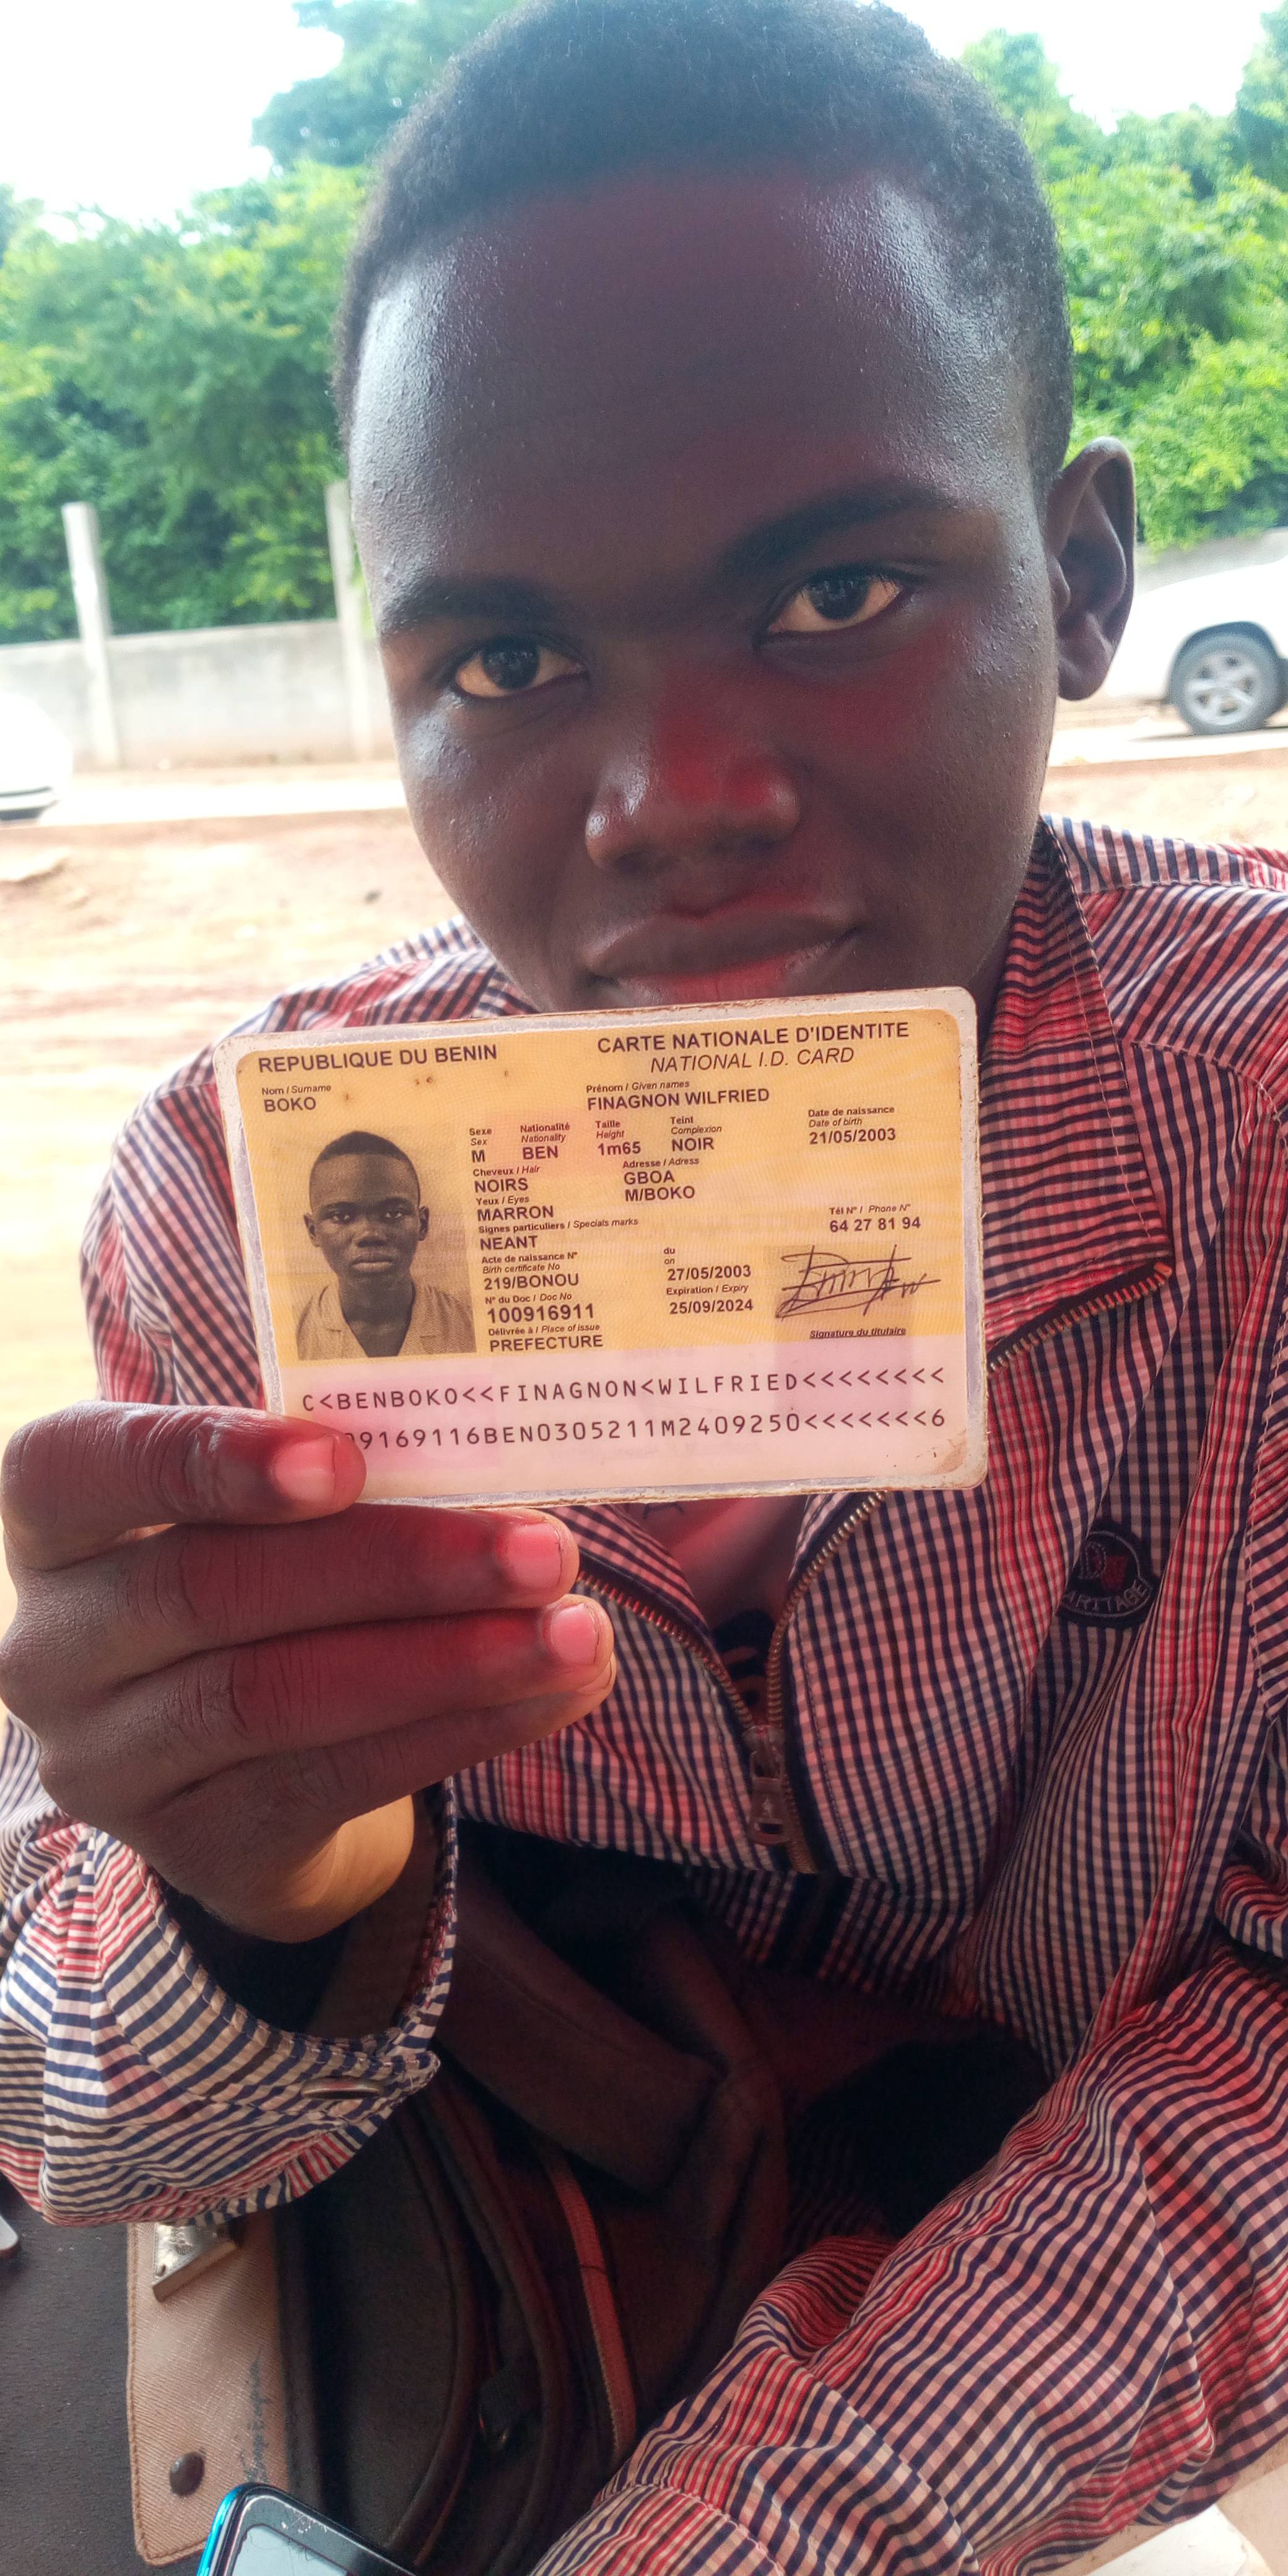 REPUBLIQUE DU BENIN
CARTE NATIONALE D'IDENTITE
NATIONAL I.D. CARD
Nom / Surname
BOKO
Prénom / Given names
FINAGNON WILFRIED
Sexe Nationalité Taille Teint Date de naissance
Sex Nationality Height Complexion Date of birth
M BEN 1m65 NOIR 21/05/2003
Cheveux / Hair Adresse / Adress
NOIRS GBOA
Yeux / Eyes M/BOKO
MARRON
Signes particuliers / Specials marks Tél N° / Phone N°
NEANT 64 27 81 94
Acte de naissance N° du
Birth certificate No on
219/BONOU 27/05/2003
N° du Doc / Doc No Expiration / Expiry
100916911 25/09/2024
Délivrée à / Place of issue Signature du titulaire
PREFECTURE
C<BENBOKO<<FINAGNON<WILFRIED<<<<<<<<
9169116BEN0305211M2409250<<<<<<<6